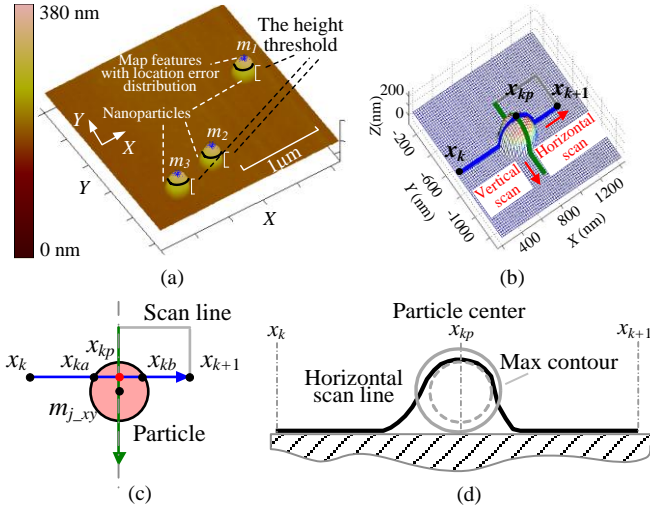 380 nm
0 nm
The height
threshold
m1
Map features
with location error
distribution
Nanoparticles
m2
m3
1um
Y
X
Y
X
(a)
200
0
Z(nm)
-200
-600
-1000
Y (nm)
400
800
1200
X (nm)
xk
xkp
xk+1
Vertical
scan
Horizontal
scan
(b)
Scan line
xk
xka
xkp
xkb
xk+1
mj_xy
Particle
(c)
Particle center
xk
xkp
xk+1
Horizontal
scan line
Max contour
(d)